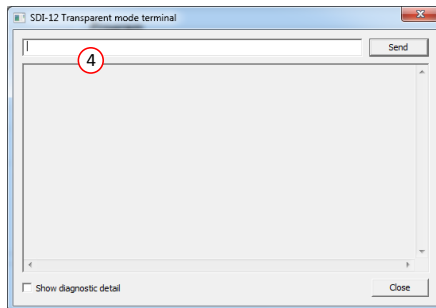 SDI-12 Transparent mode terminal
Send
4
Show diagnostic detail
Close